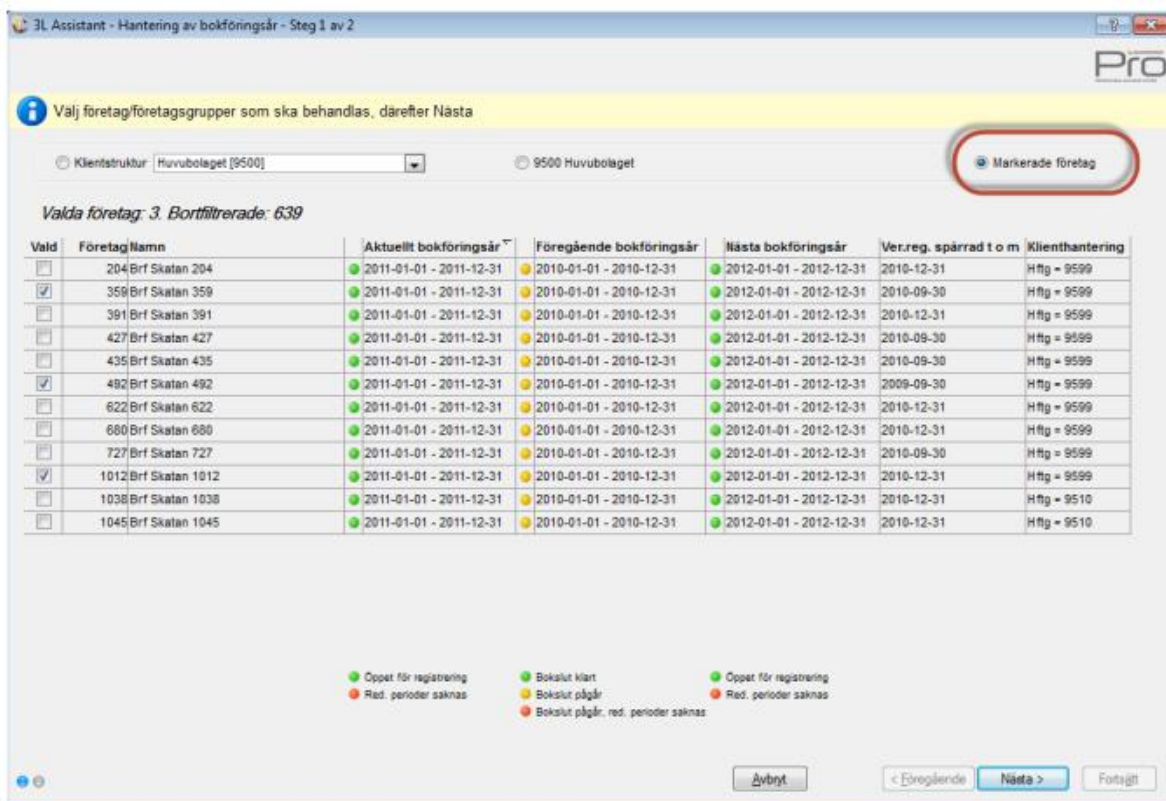 3L Assistant - Hantering av bokföringsår - Steg 1 av 2
Pro
Välj företag/företagsgrupper som ska behandlas, därefter Nästa
Klientstruktur Huvubolaget [9500] 9500 Huvubolaget Markerade företag
Valda företag: 3. Bortfiltrerade: 639
Vald Företag Namn Aktuellt bokföringsår Föregående bokföringsår Nästa bokföringsår Ver.reg. spärrad t o m Klienthantering
204 Brf Skatan 204 2011-01-01 - 2011-12-31 2010-01-01 - 2010-12-31 2012-01-01 - 2012-12-31 2010-12-31 Hftg = 9599
359 Brf Skatan 359 2011-01-01 - 2011-12-31 2010-01-01 - 2010-12-31 2012-01-01 - 2012-12-31 2010-09-30 Hftg = 9599
391 Brf Skatan 391 2011-01-01 - 2011-12-31 2010-01-01 - 2010-12-31 2012-01-01 - 2012-12-31 2010-12-31 Hftg = 9599
427 Brf Skatan 427 2011-01-01 - 2011-12-31 2010-01-01 - 2010-12-31 2012-01-01 - 2012-12-31 2010-09-30 Hftg = 9599
435 Brf Skatan 435 2011-01-01 - 2011-12-31 2010-01-01 - 2010-12-31 2012-01-01 - 2012-12-31 2010-09-30 Hftg = 9599
492 Brf Skatan 492 2011-01-01 - 2011-12-31 2010-01-01 - 2010-12-31 2012-01-01 - 2012-12-31 2009-09-30 Hftg = 9599
622 Brf Skatan 622 2011-01-01 - 2011-12-31 2010-01-01 - 2010-12-31 2012-01-01 - 2012-12-31 2010-12-31 Hftg = 9599
680 Brf Skatan 680 2011-01-01 - 2011-12-31 2010-01-01 - 2010-12-31 2012-01-01 - 2012-12-31 2010-12-31 Hftg = 9599
727 Brf Skatan 727 2011-01-01 - 2011-12-31 2010-01-01 - 2010-12-31 2012-01-01 - 2012-12-31 2010-09-30 Hftg = 9599
1012 Brf Skatan 1012 2011-01-01 - 2011-12-31 2010-01-01 - 2010-12-31 2012-01-01 - 2012-12-31 2010-12-31 Hftg = 9599
1038 Brf Skatan 1038 2011-01-01 - 2011-12-31 2010-01-01 - 2010-12-31 2012-01-01 - 2012-12-31 2010-12-31 Hftg = 9510
1045 Brf Skatan 1045 2011-01-01 - 2011-12-31 2010-01-01 - 2010-12-31 2012-01-01 - 2012-12-31 2010-12-31 Hftg = 9510
Öppet för registrering Bokslut klart Öppet för registrering
Red. perioder saknas Bokslut pågår Red. perioder saknas
Bokslut pågår, red. perioder saknas
Avbryt < Föregående Nästa > Fortsätt